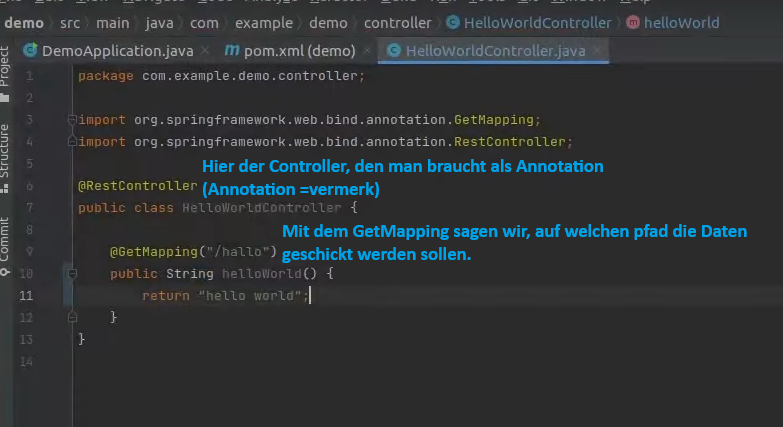 demo > src > main > java > com > example > demo > controller > HelloWorldController > helloWorld
DemoApplication.java × m pom.xml (demo) × HelloWorldController.java ×
Project
Structure
Commit
1 package com.example.demo.controller;
2
3 import org.springframework.web.bind.annotation.GetMapping;
4 import org.springframework.web.bind.annotation.RestController;
5
Hier der Controller, den man braucht als Annotation
6 @RestController
(Annotation =vermerk)
7 public class HelloWorldController {
8
Mit dem GetMapping sagen wir, auf welchen pfad die Daten
9 @GetMapping("/hallo")
geschickt werden sollen.
10 public String helloWorld() {
11 return "hello world";
12 }
13 }
14